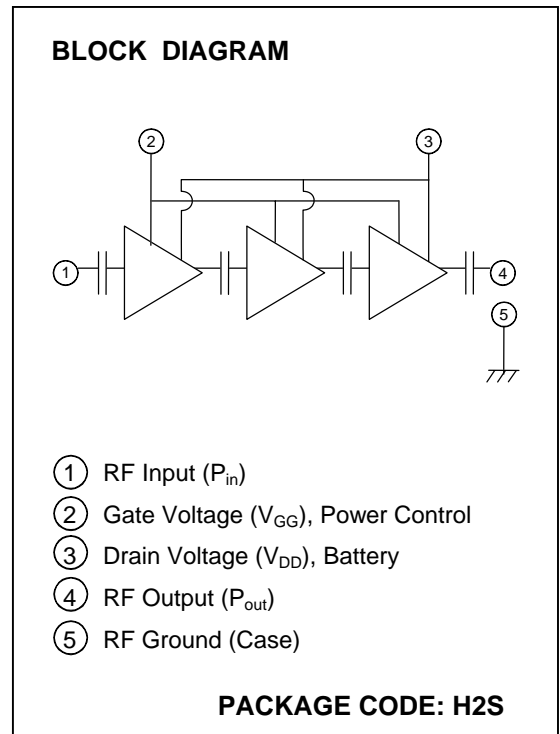 BLOCK DIAGRAM
2
3
1
4
5
1 RF Input (Pin)
2 Gate Voltage (VGG), Power Control
3 Drain Voltage (VDD), Battery
4 RF Output (Pout)
5 RF Ground (Case)
PACKAGE CODE: H2S